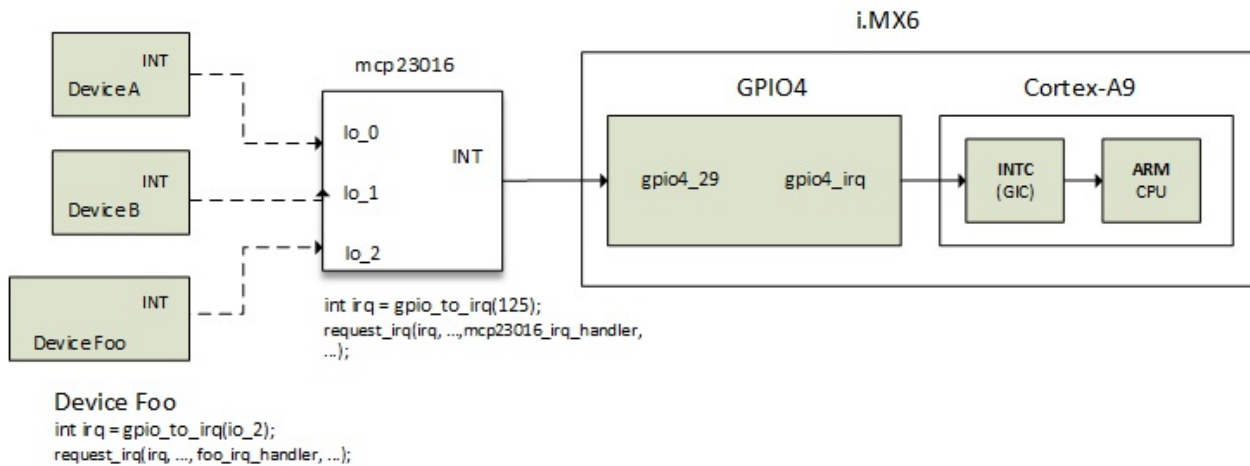 i.MX6
INT
Device A
mcp23016
GPIO4
Cortex-A9
Io_0
INT
INT
Device B
Io_1
gpio4_29
gpio4_irq
INTC
(GIC)
ARM
CPU
Io_2
INT
Device Foo
int irq = gpio_to_irq(125);
request_irq(irq, ...,mcp23016_irq_handler,
...);
Device Foo
int irq = gpio_to_irq(io_2);
request_irq(irq, ..., foo_irq_handler, ...);